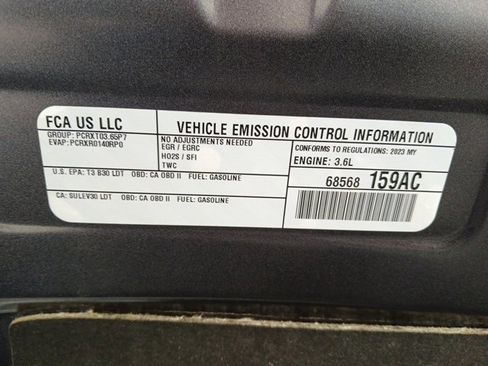 FCA US LLC
GROUP: PCRXT03.65P7
EVAP: PCRXR0140RP0
VEHICLE EMISSION CONTROL INFORMATION
NO ADJUSTMENTS NEEDED
EGR / EGRC
HO2S / SFI
TWC
CONFORMS TO REGULATIONS: 2023 MY
ENGINE: 3.6L
U.S. EPA: T3 B30 LDT OBD: CA OBD II FUEL: GASOLINE
68568 159AC
CA: SULEV30 LDT OBD: CA OBD II FUEL: GASOLINE